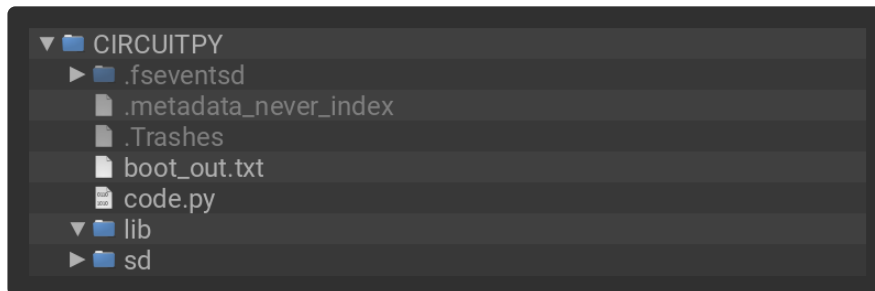 CIRCUITPY
.fseventsd
.metadata_never_index
.Trashes
boot_out.txt
code.py
lib
sd